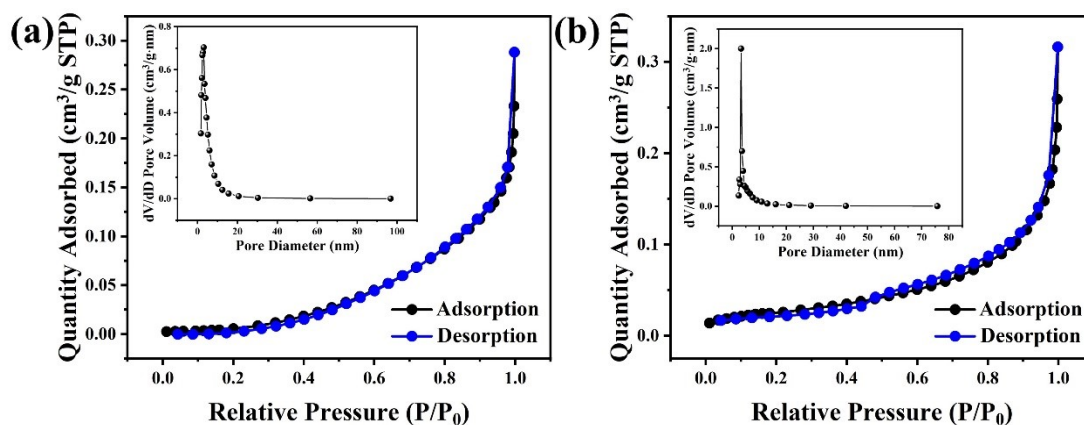 (a)
Quantity Adsorbed (cm³/g STP)
0.30
0.25
0.20
0.15
0.10
0.05
0.00
0.0 0.2 0.4 0.6 0.8 1.0
Relative Pressure (P/P₀)
Adsorption
Desorption
dV/dD Pore Volume (cm³/g·nm)
0.8
0.6
0.4
0.2
0.0
0 20 40 60 80 100
Pore Diameter (nm)
(b)
Quantity Adsorbed (cm³/g STP)
0.3
0.2
0.1
0.0
0.0 0.2 0.4 0.6 0.8 1.0
Relative Pressure (P/P₀)
Adsorption
Desorption
dV/dD Pore Volume (cm³/g·nm)
2.0
1.5
1.0
0.5
0.0
0 10 20 30 40 50 60 70 80
Pore Diameter (nm)